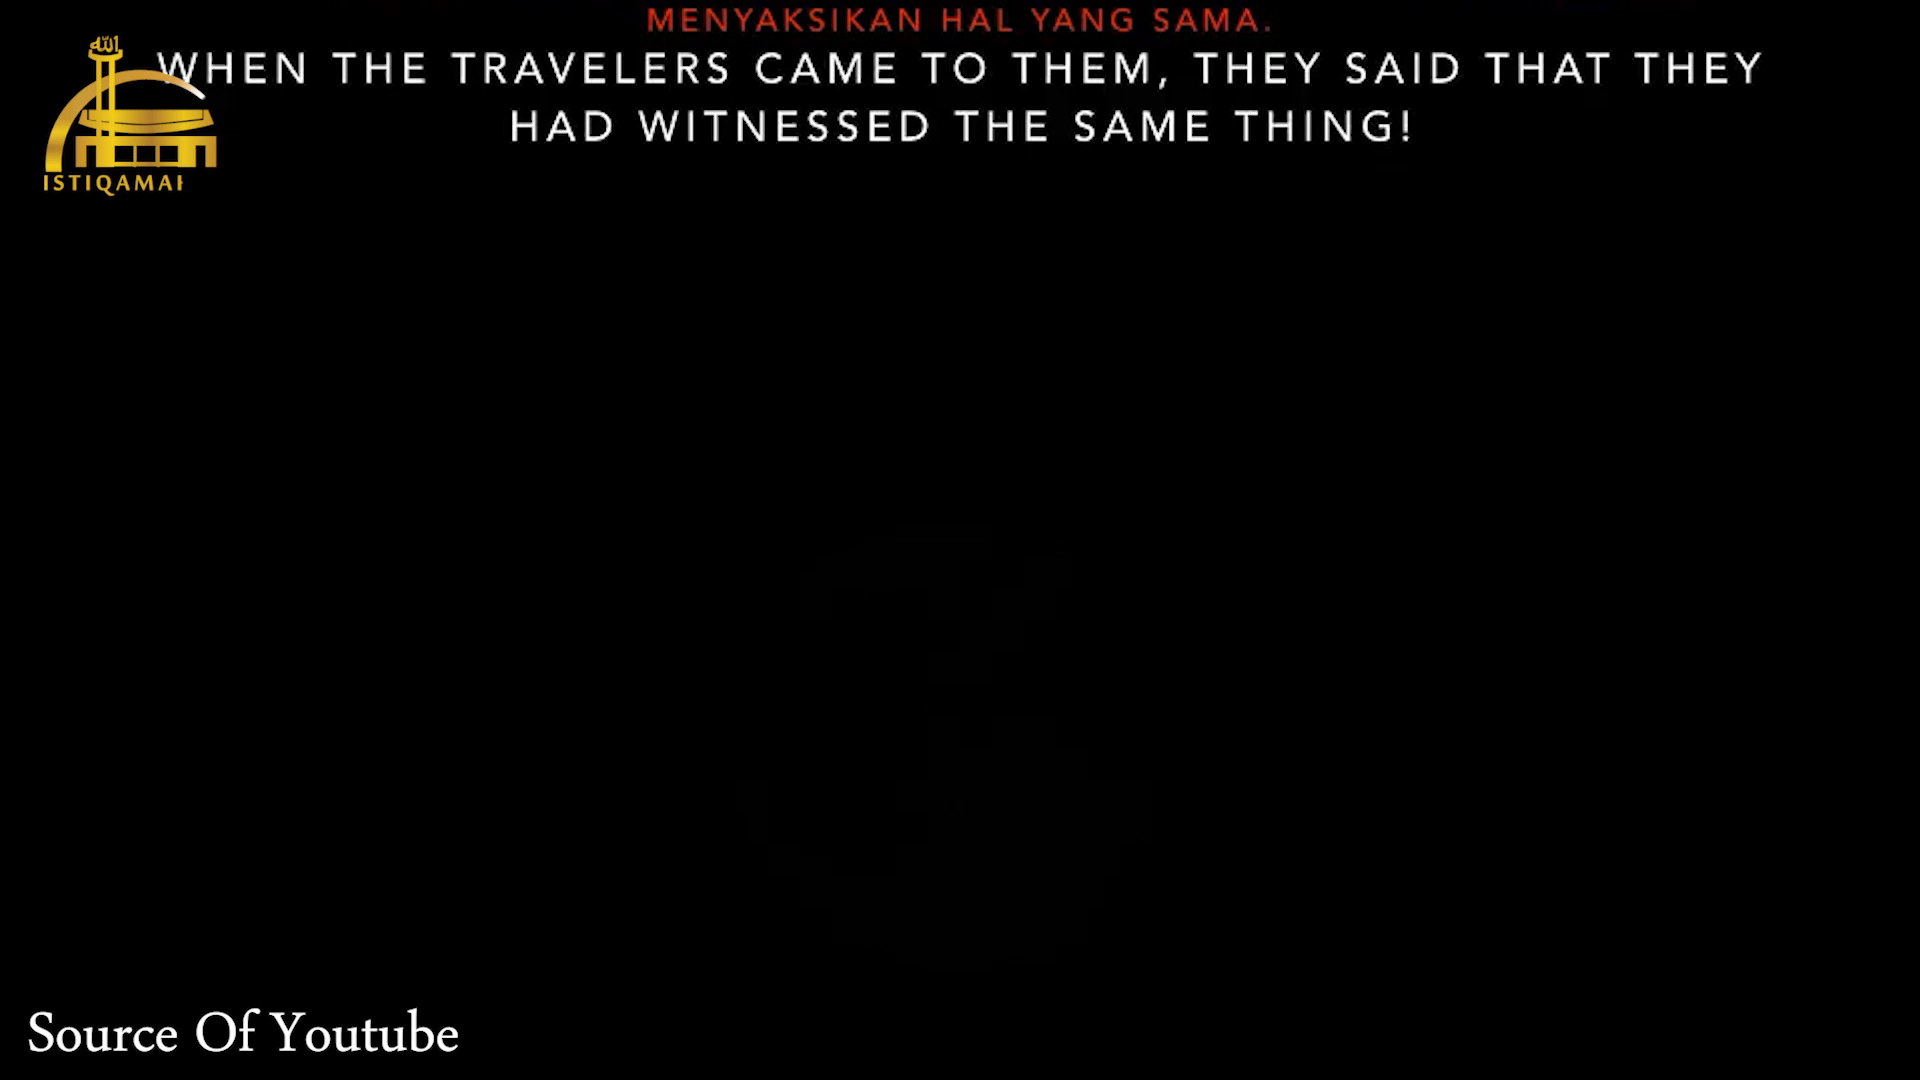 MENYAKSIKAN HAL YANG SAMA.
WHEN THE TRAVELERS CAME TO THEM, THEY SAID THAT THEY
HAD WITNESSED THE SAME THING!
الله
ISTIQAMAH
Source Of Youtube